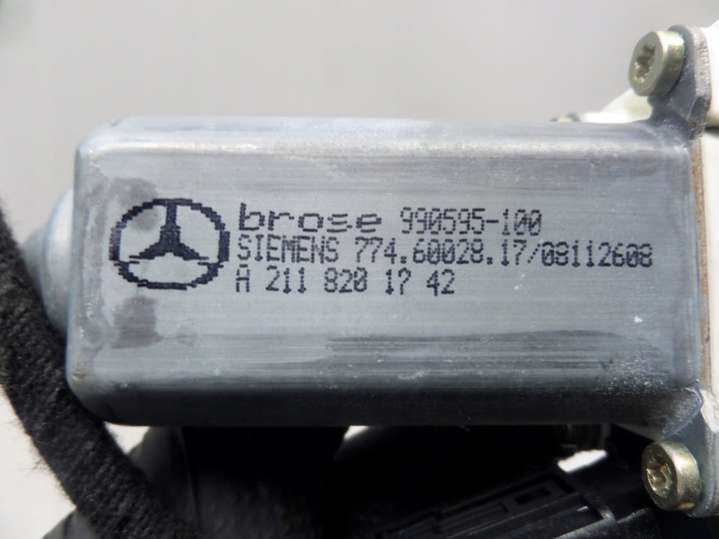 brose 990595-100
SIEMENS 774.60028.17/08112608
A 211 820 17 42